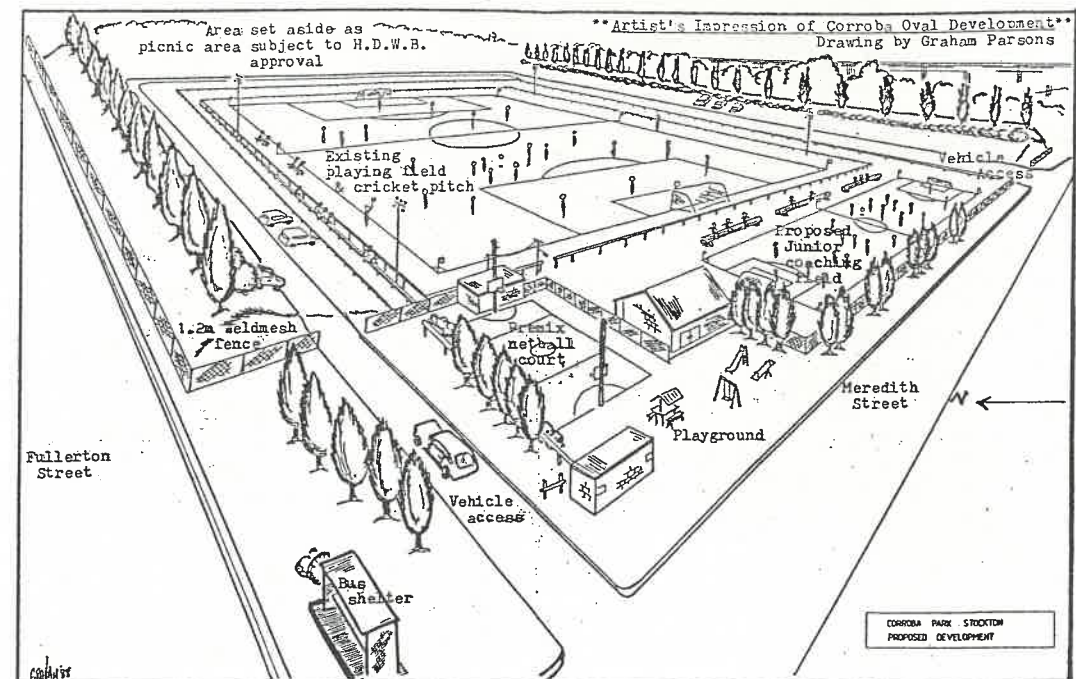 Area set aside as
picnic area subject to H.D.W.B.
approval
**Artist's Impression of Corroba Oval Development**
Drawing by Graham Parsons
Existing
playing field
& cricket pitch
Vehicle
Access
Proposed
Junior
coaching
1.2m weldmesh
fence
Premix
netball
court
Meredith
Street
N
Playground
Fullerton
Street
Vehicle
access
Bus
shelter
CORROBA PARK STOCKTON
PROPOSED DEVELOPMENT